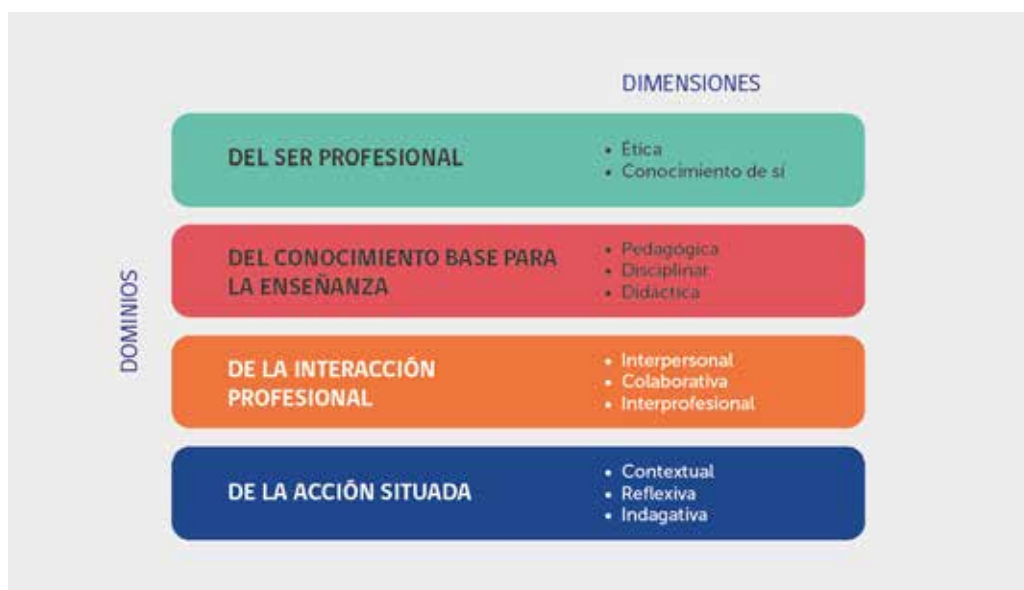 DIMENSIONES
DOMINIOS
DEL SER PROFESIONAL
• Ética
• Conocimiento de sí
DEL CONOCIMIENTO BASE PARA
LA ENSEÑANZA
• Pedagógica
• Disciplinar
• Didáctica
DE LA INTERACCIÓN
PROFESIONAL
• Interpersonal
• Colaborativa
• Interprofesional
DE LA ACCIÓN SITUADA
• Contextual
• Reflexiva
• Indagativa